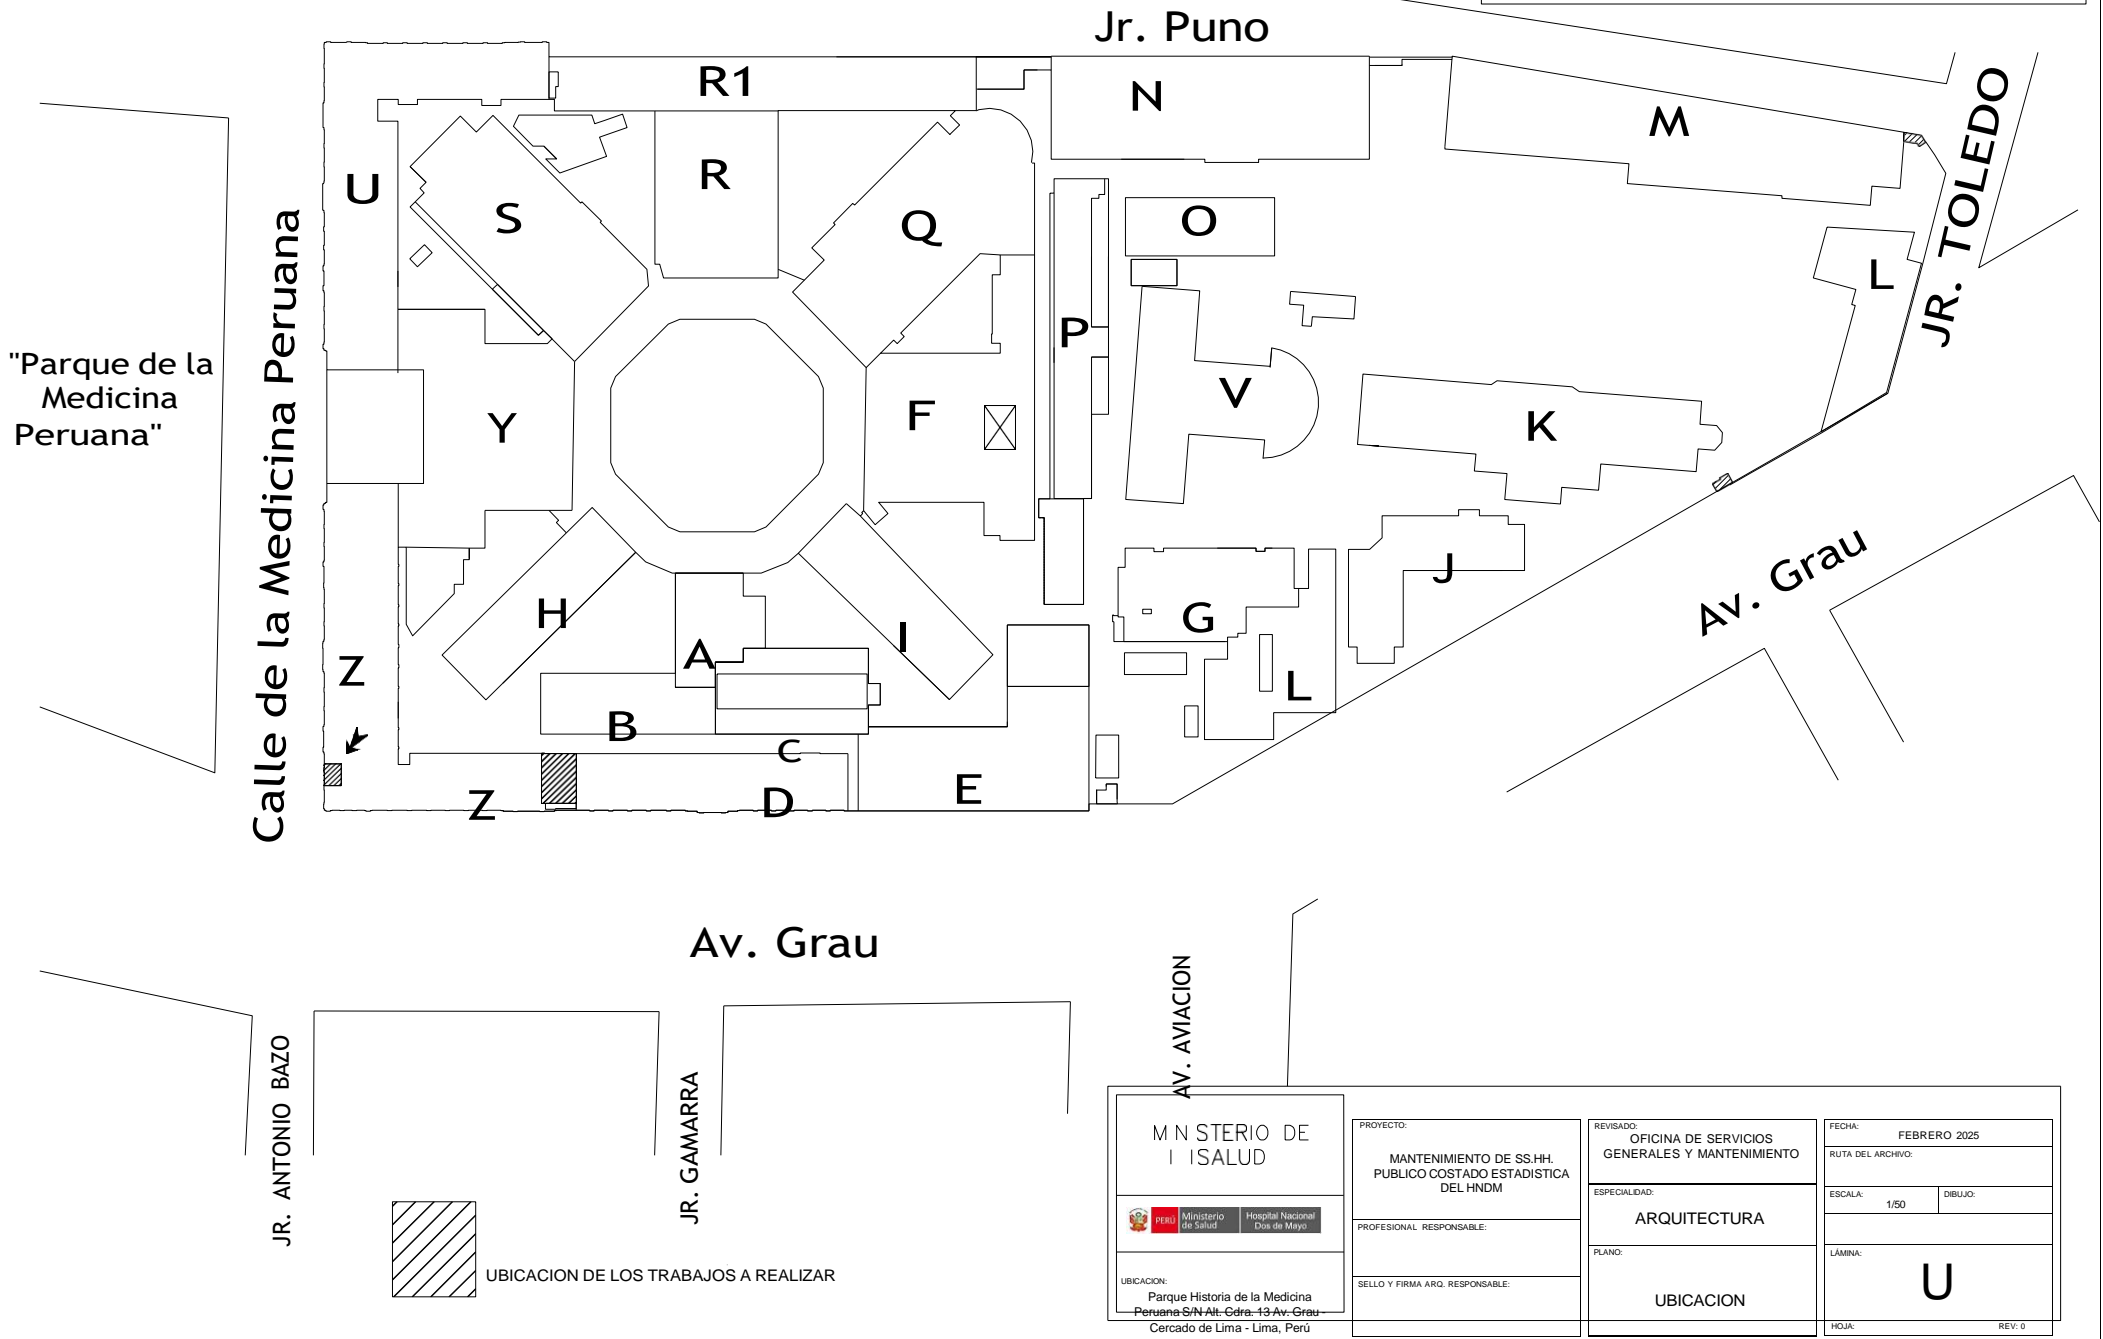 Jr. Puno
R1
N
M
JR. TOLEDO
U
S
R
Q
O
L
P
"Parque de la
Medicina
Peruana"
Calle de la Medicina Peruana
Y
F
V
K
H
A
I
G
J
L
Av. Grau
Z
B
C
Z
D
E
Av. Grau
JR. ANTONIO BAZO
JR. GAMARRA
AV. AVIACION
UBICACION DE LOS TRABAJOS A REALIZAR
M N STERIO DE
I ISALUD
PERÚ
Ministerio
de Salud
Hospital Nacional
Dos de Mayo
UBICACION:
Parque Historia de la Medicina
Peruana S/N Alt. Cdra. 13 Av. Grau -
Cercado de Lima - Lima, Perú
PROYECTO:
MANTENIMIENTO DE SS.HH.
PUBLICO COSTADO ESTADISTICA
DEL HNDM
PROFESIONAL RESPONSABLE:
SELLO Y FIRMA ARQ. RESPONSABLE:
REVISADO:
OFICINA DE SERVICIOS
GENERALES Y MANTENIMIENTO
ESPECIALIDAD:
ARQUITECTURA
PLANO:
UBICACION
FECHA:
FEBRERO 2025
RUTA DEL ARCHIVO:
ESCALA:
1/50
DIBUJO:
LÁMINA:
U
HOJA:
REV: 0